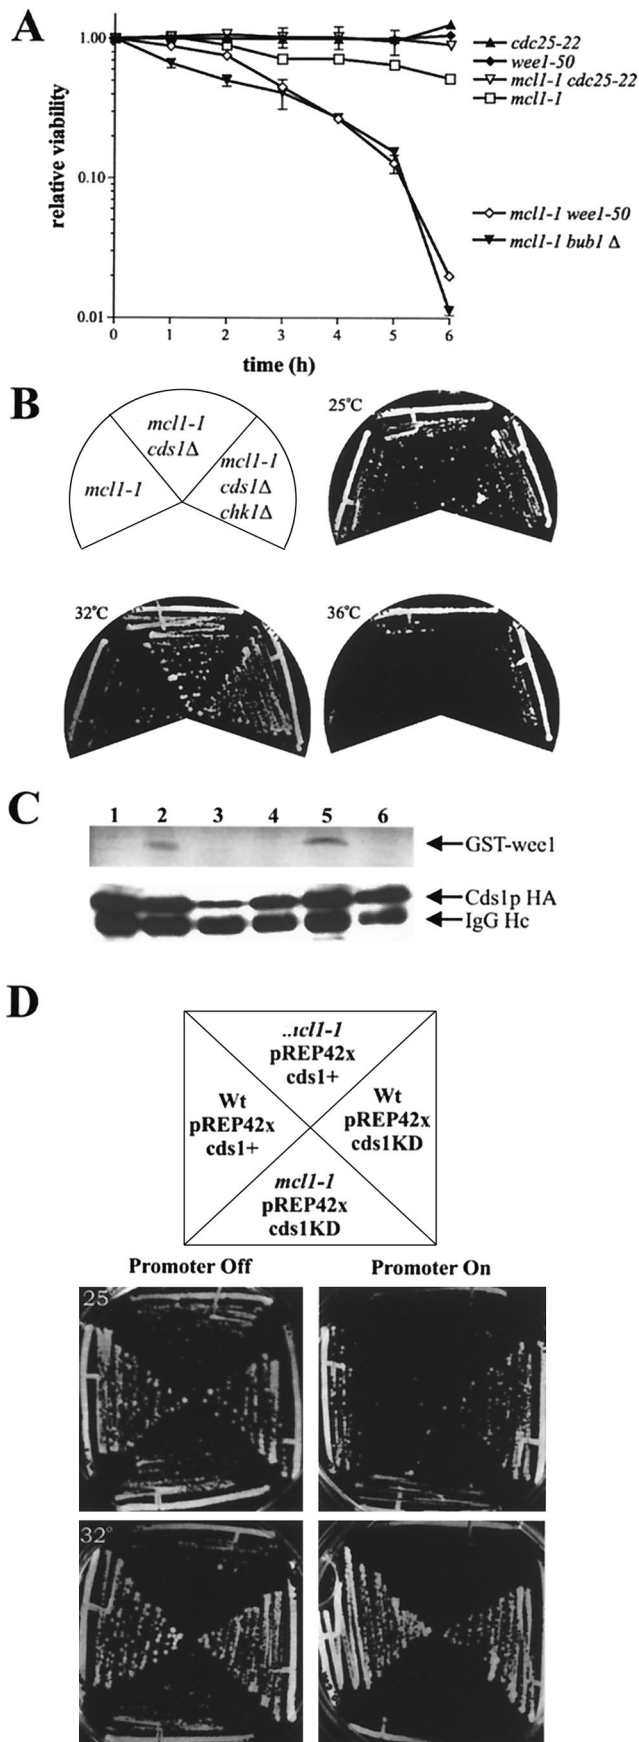 A
relative viability
1.00
0.10
0.01
0 1 2 3 4 5 6
time (h)
cdc25-22
wee1-50
mcl1-1 cdc25-22
mcl1-1
mcl1-1 wee1-50
mcl1-1 bub1 Δ
B
mcl1-1
mcl1-1
cds1Δ
mcl1-1
cds1Δ
chk1Δ
25°C
32°C
36°C
C
1 2 3 4 5 6
GST-wee1
Cds1p HA
IgG Hc
D
..ıcl1-1
pREP42x
cds1+
Wt
pREP42x
cds1+
Wt
pREP42x
cds1KD
mcl1-1
pREP42x
cds1KD
Promoter Off Promoter On
25
32°